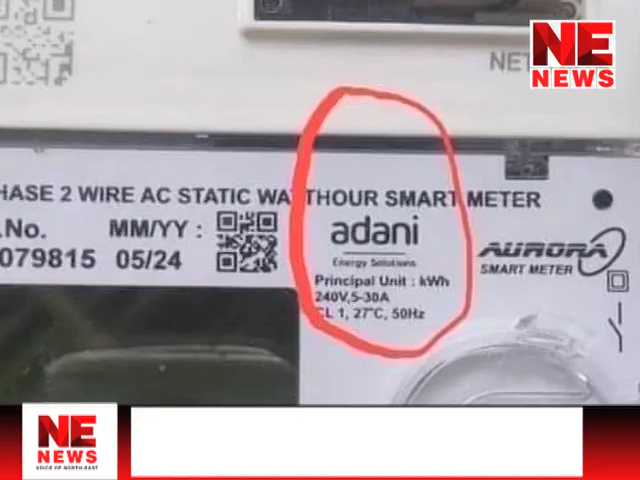 NE
NEWS
NET
HASE 2 WIRE AC STATIC WATTHOUR SMART METER
.No.
MM/YY :
079815
05/24
adani
Energy Solutions
Principal Unit : kWh
240V,5-30A
CL 1, 27°C, 50Hz
AURORA
SMART METER
NE
NEWS
VOICE OF NORTH-EAST